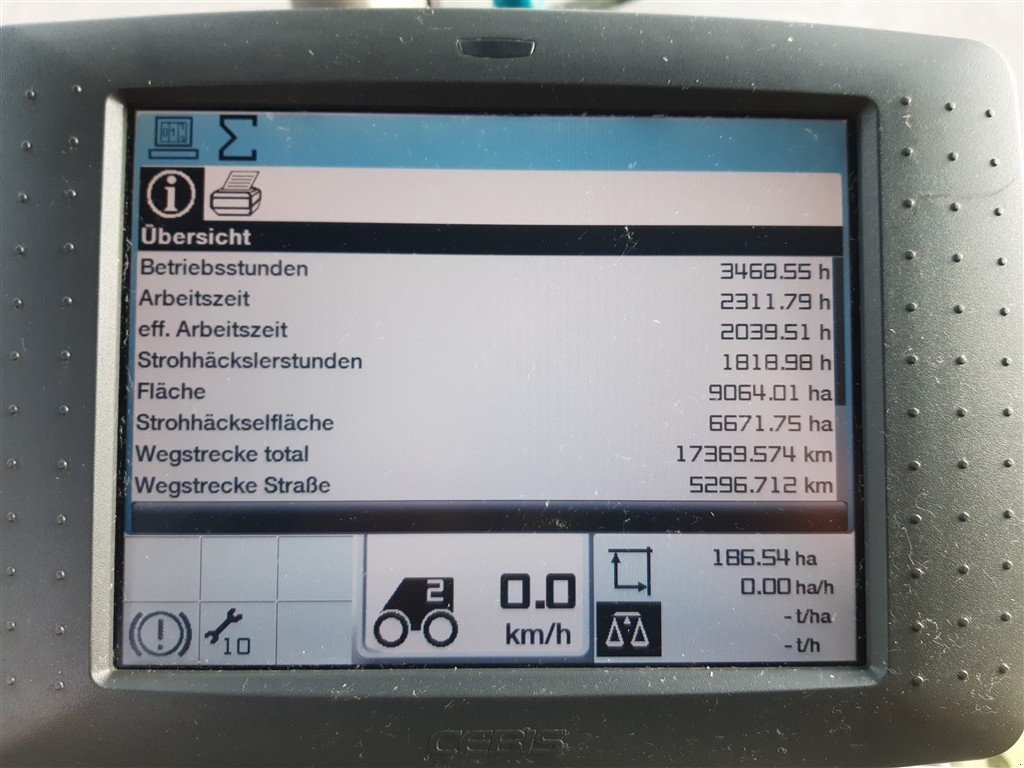 Übersicht
Betriebsstunden 3468.55 h
Arbeitszeit 2311.79 h
eff. Arbeitszeit 2039.51 h
Strohhäckslerstunden 1818.98 h
Fläche 9064.01 ha
Strohhäckselfläche 6671.75 ha
Wegstrecke total 17369.574 km
Wegstrecke Straße 5296.712 km
186.54 ha
2 0.0 0.00 ha/h
- t/ha
10 km/h - t/h
CEBIS